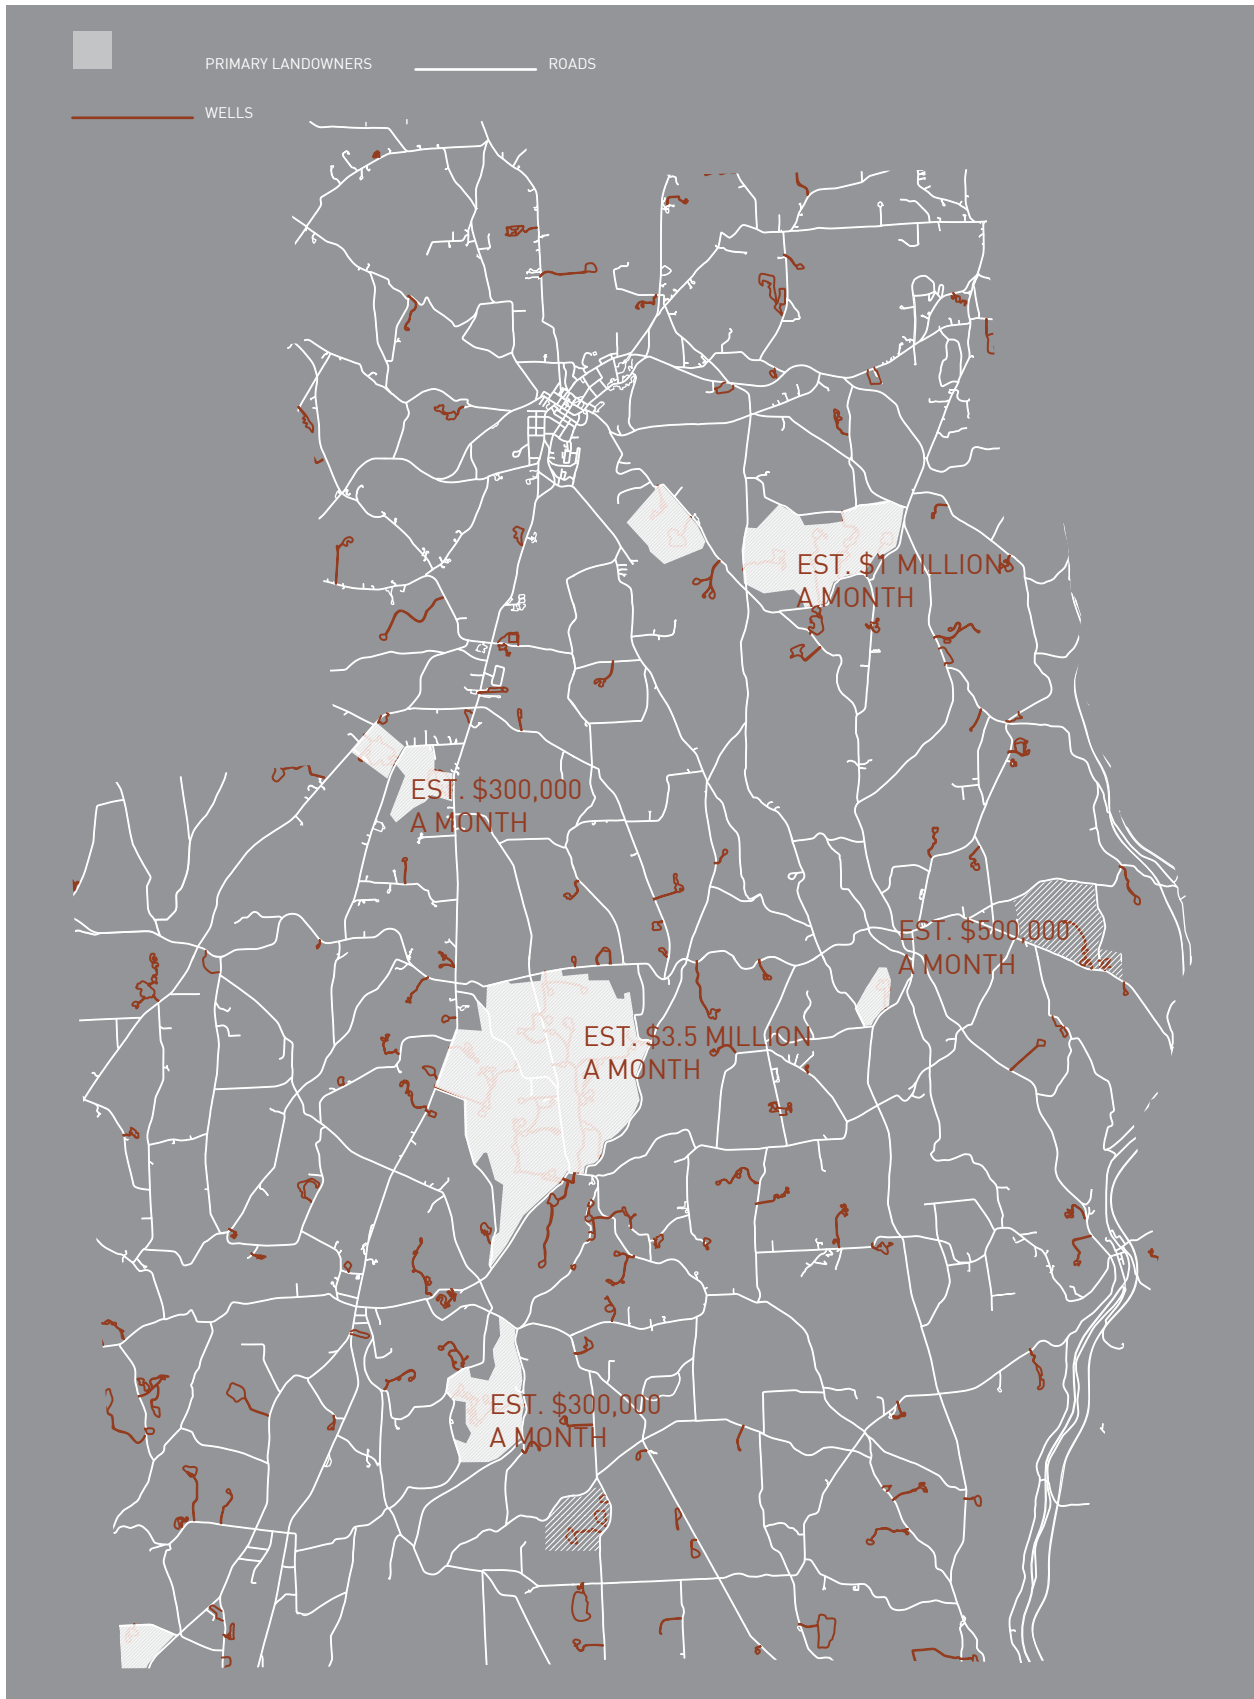 PRIMARY LANDOWNERS
ROADS
WELLS
EST. $1 MILLION
A MONTH
EST. $300,000
A MONTH
EST. $500,000
A MONTH
EST. $3.5 MILLION
A MONTH
EST. $300,000
A MONTH